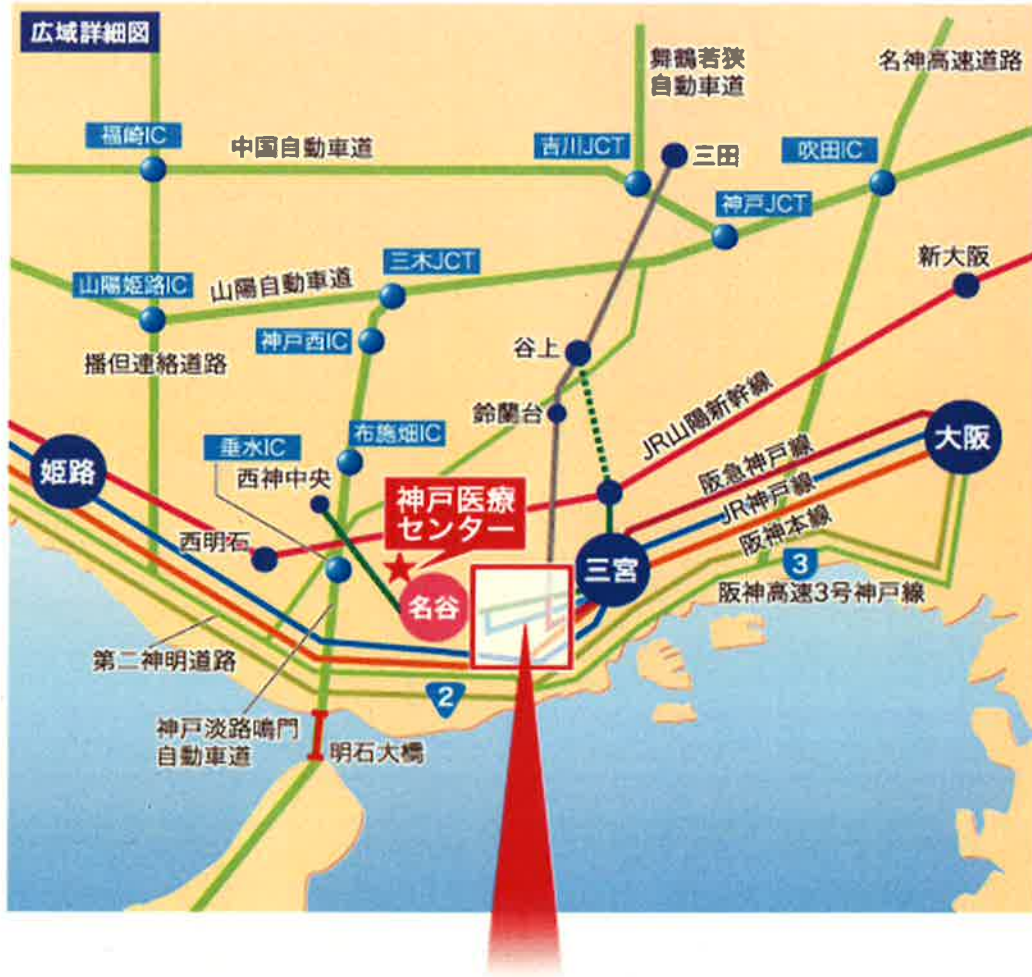 広域詳細図
舞鶴若狭
自動車道
名神高速道路
福崎IC
中国自動車道
吉川JCT
三田
吹田IC
神戸JCT
三木JCT
新大阪
山陽姫路IC
山陽自動車道
神戸西IC
谷上
播但連絡道路
鈴蘭台
JR山陽新幹線
布施畑IC
垂水IC
大阪
姫路
西神中央
阪急神戸線
神戸医療
センター
JR神戸線
西明石
阪神本線
三宮
3
名谷
阪神高速3号神戸線
第二神明道路
2
神戸淡路鳴門
自動車道
明石大橋